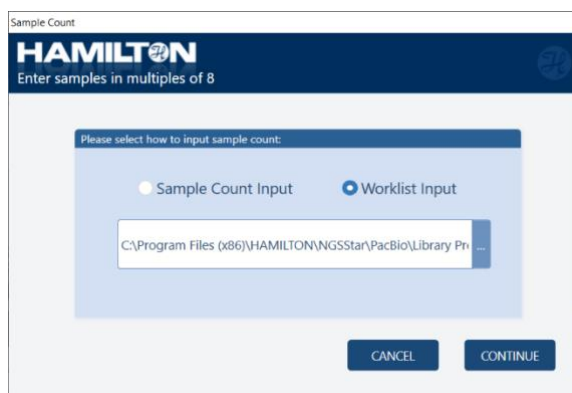 Sample Count
HAMILTON
Enter samples in multiples of 8
Please select how to input sample count:
Sample Count Input
Worklist Input
C:\Program Files (x86)\HAMILTON\NGSStar\PacBio\Library Pr
...
CANCEL
CONTINUE